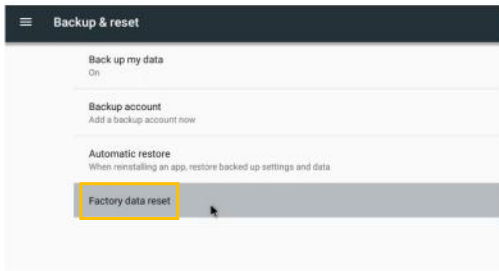 Backup & reset
Back up my data
On
Backup account
Add a backup account now
Automatic restore
When reinstalling an app, restore backed up settings and data
Factory data reset